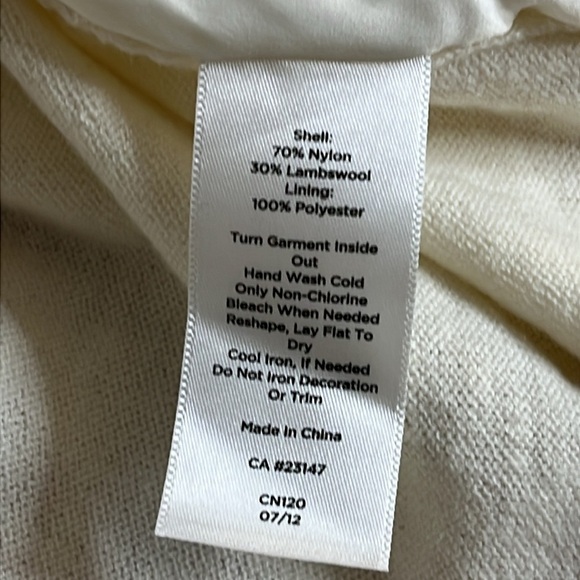 Shell:
70% Nylon
30% Lambswool
Lining:
100% Polyester
Turn Garment Inside
Out
Hand Wash Cold
Only Non-Chlorine
Bleach When Needed
Reshape, Lay Flat To
Dry
Cool Iron, If Needed
Do Not Iron Decoration
Or Trim
Made in China
CA #23147
CN120
07/12